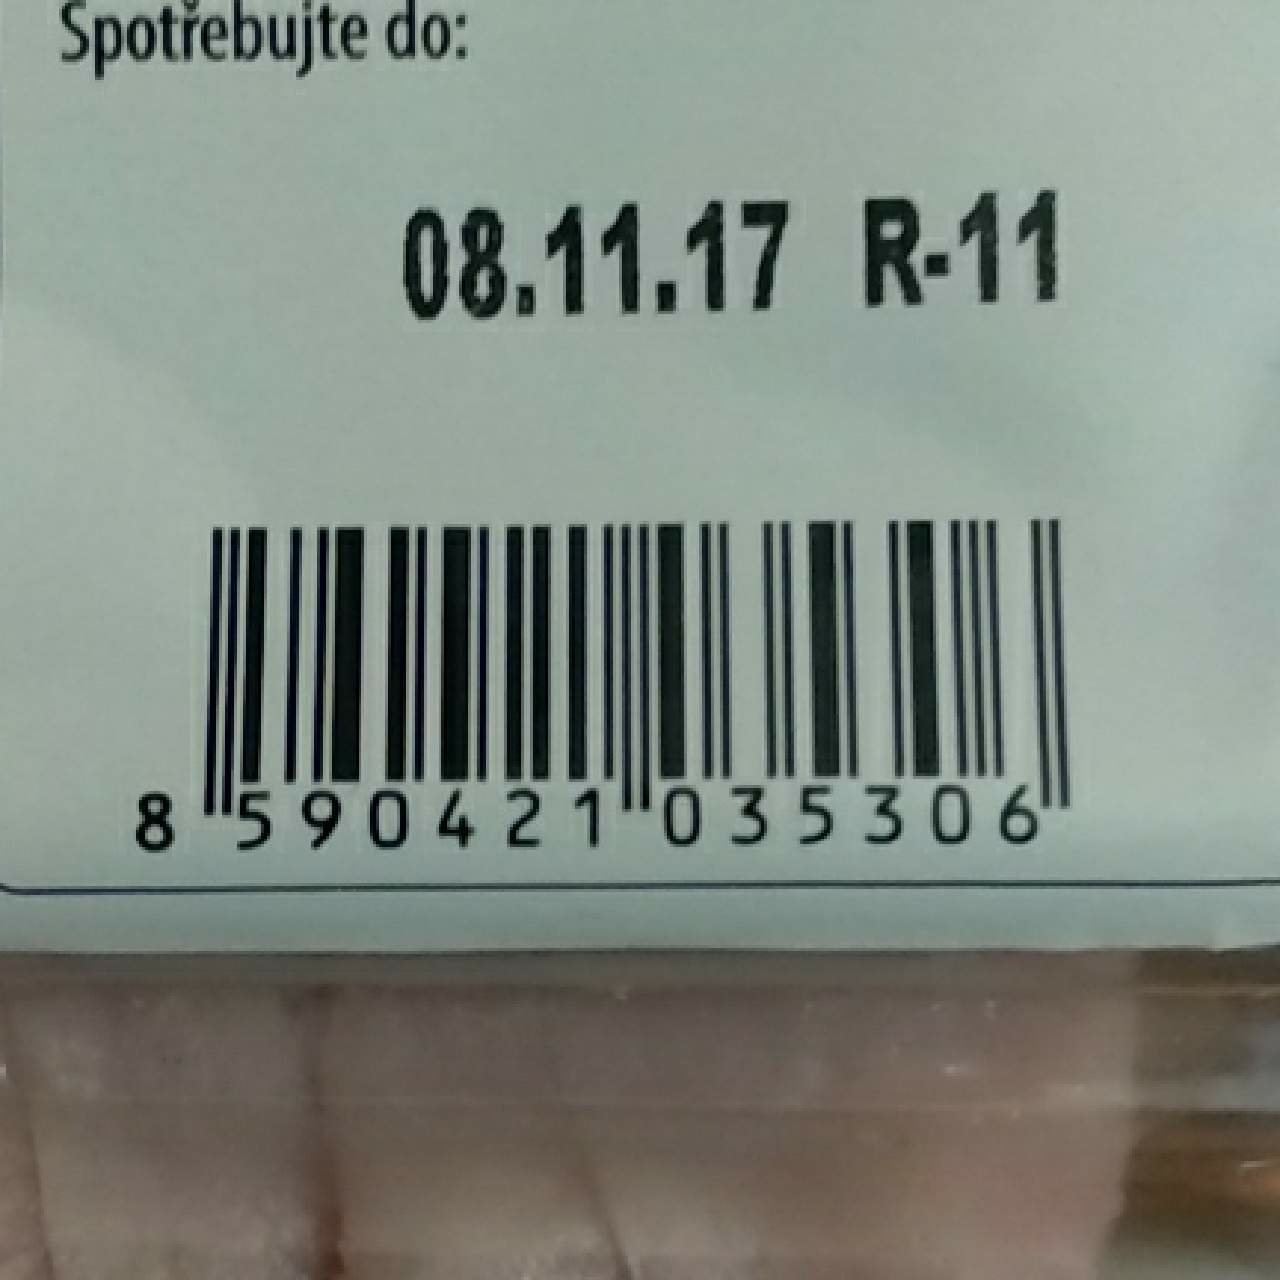 Spotřebujte do:
08.11.17 R-11
8 590421 035306